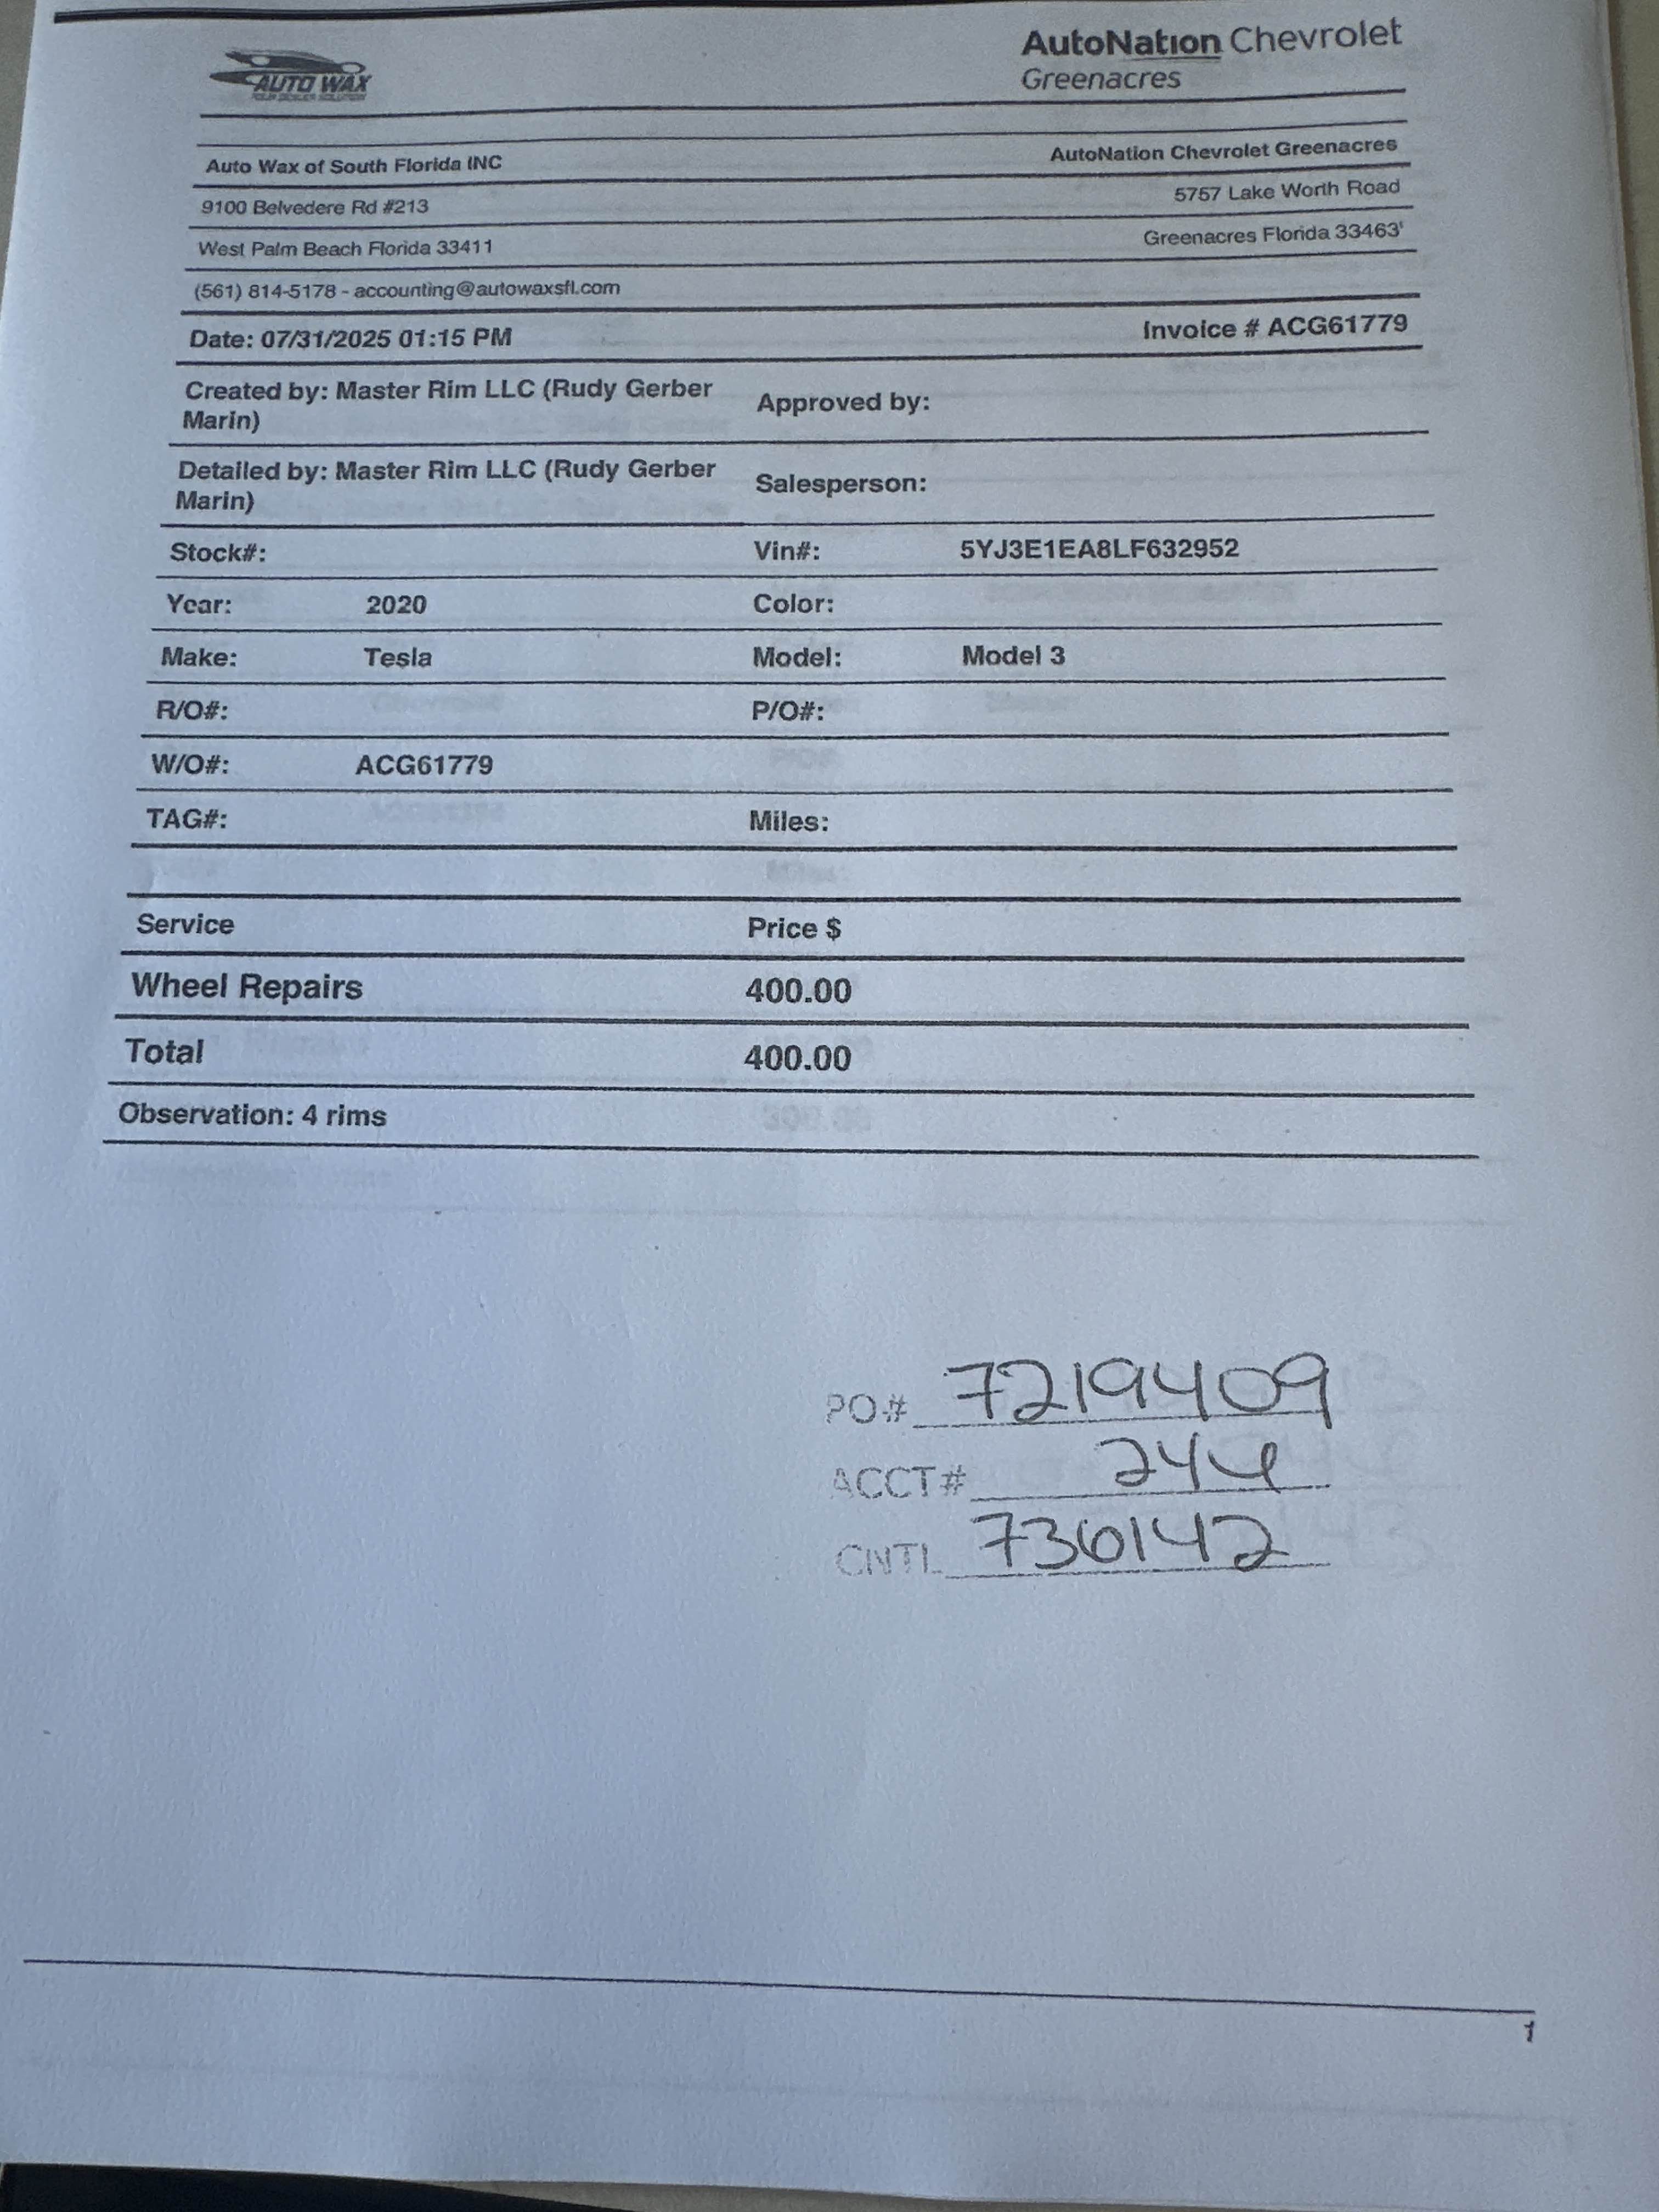 AUTO WAX
YOUR DEALER SOLUTION
AutoNation Chevrolet
Greenacres
Auto Wax of South Florida INC
AutoNation Chevrolet Greenacres
9100 Belvedere Rd #213
5757 Lake Worth Road
West Palm Beach Florida 33411
Greenacres Florida 33463'
(561) 814-5178 - accounting@autowaxsfl.com
Date: 07/31/2025 01:15 PM
Invoice # ACG61779
Created by: Master Rim LLC (Rudy Gerber
Marin)
Approved by:
Detailed by: Master Rim LLC (Rudy Gerber
Marin)
Salesperson:
Stock#:
Vin#: 5YJ3E1EA8LF632952
Year: 2020
Color:
Make: Tesla
Model: Model 3
R/O#:
P/O#:
W/O#: ACG61779
TAG#:
Miles:
Service Price $
Wheel Repairs 400.00
Total 400.00
Observation: 4 rims
PO# 7219409
ACCT# 244
CNTL 736142
1